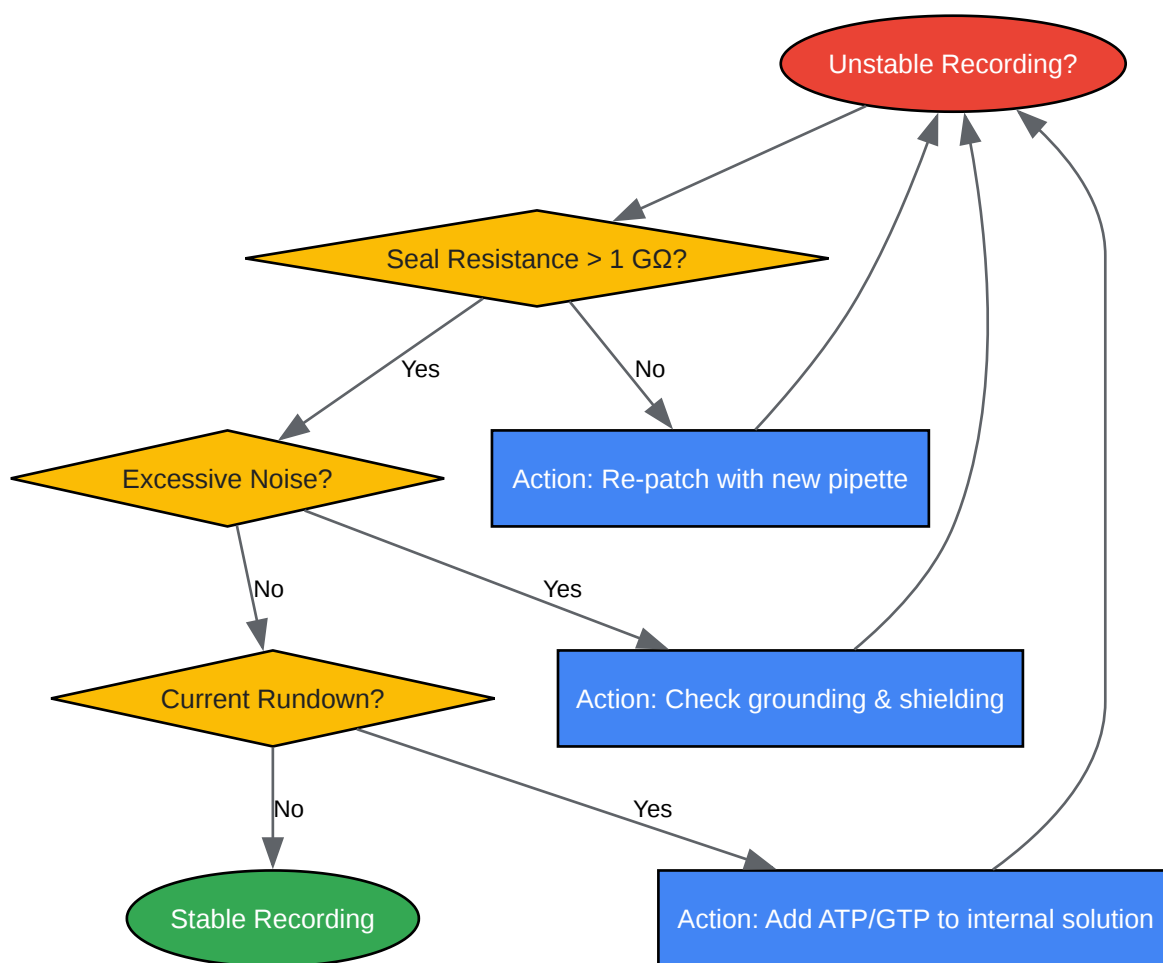 Unstable Recording?
Seal Resistance > 1 GΩ?
Yes
No
Excessive Noise?
Action: Re-patch with new pipette
No
Yes
Current Rundown?
Action: Check grounding & shielding
No
Yes
Stable Recording
Action: Add ATP/GTP to internal solution